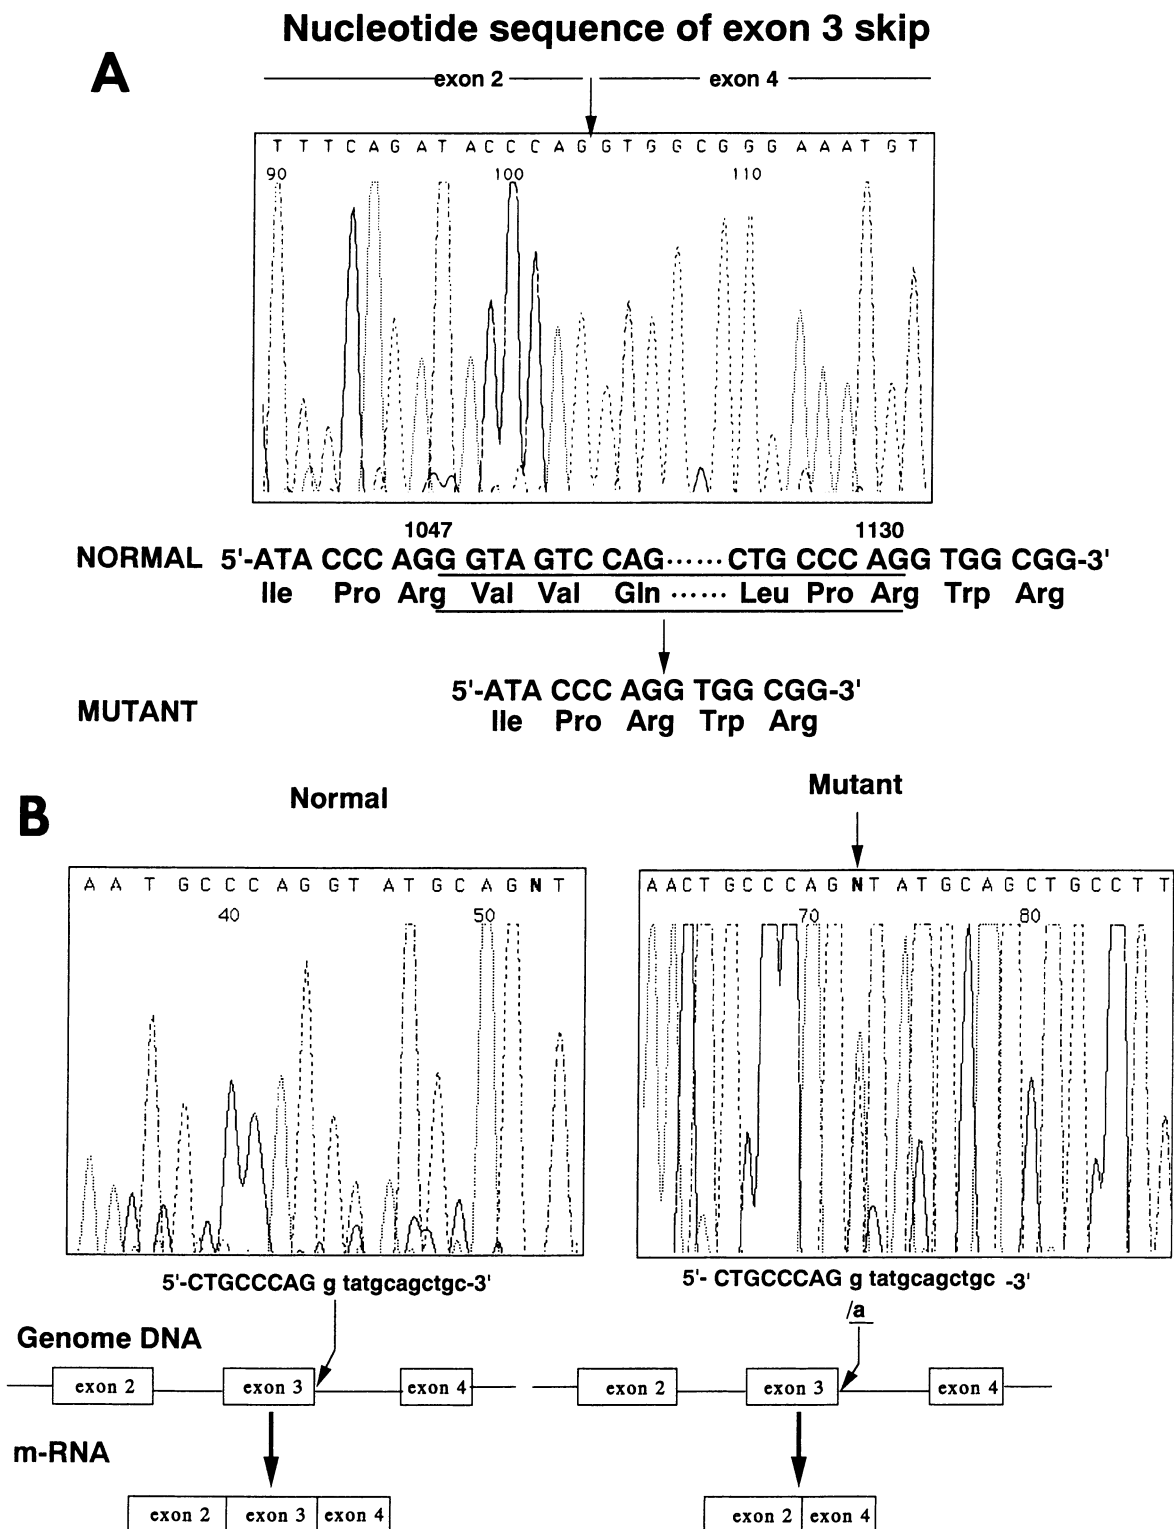 Nucleotide sequence of exon 3 skip
A
exon 2 exon 4
T T T C A G A T A C C C A G G T G G C G G G A A A T G T
90 100 110
1047 1130
NORMAL 5'-ATA CCC AGG GTA GTC CAG······CTG CCC AGG TGG CGG-3'
Ile Pro Arg Val Val Gln ······ Leu Pro Arg Trp Arg
5'-ATA CCC AGG TGG CGG-3'
MUTANT
Ile Pro Arg Trp Arg
B
Normal Mutant
A A T G C C C A G G T A T G C A G N T
40 50
A A C T G C C C A G N T A T G C A G C T G C C T T
70 80
5'-CTGCCCAG g tatgcagctgc-3'
5'- CTGCCCAG g tatgcagctgc -3'
/a
Genome DNA
exon 2 exon 3 exon 4 exon 2 exon 3 exon 4
m-RNA
exon 2 exon 3 exon 4 exon 2 exon 4